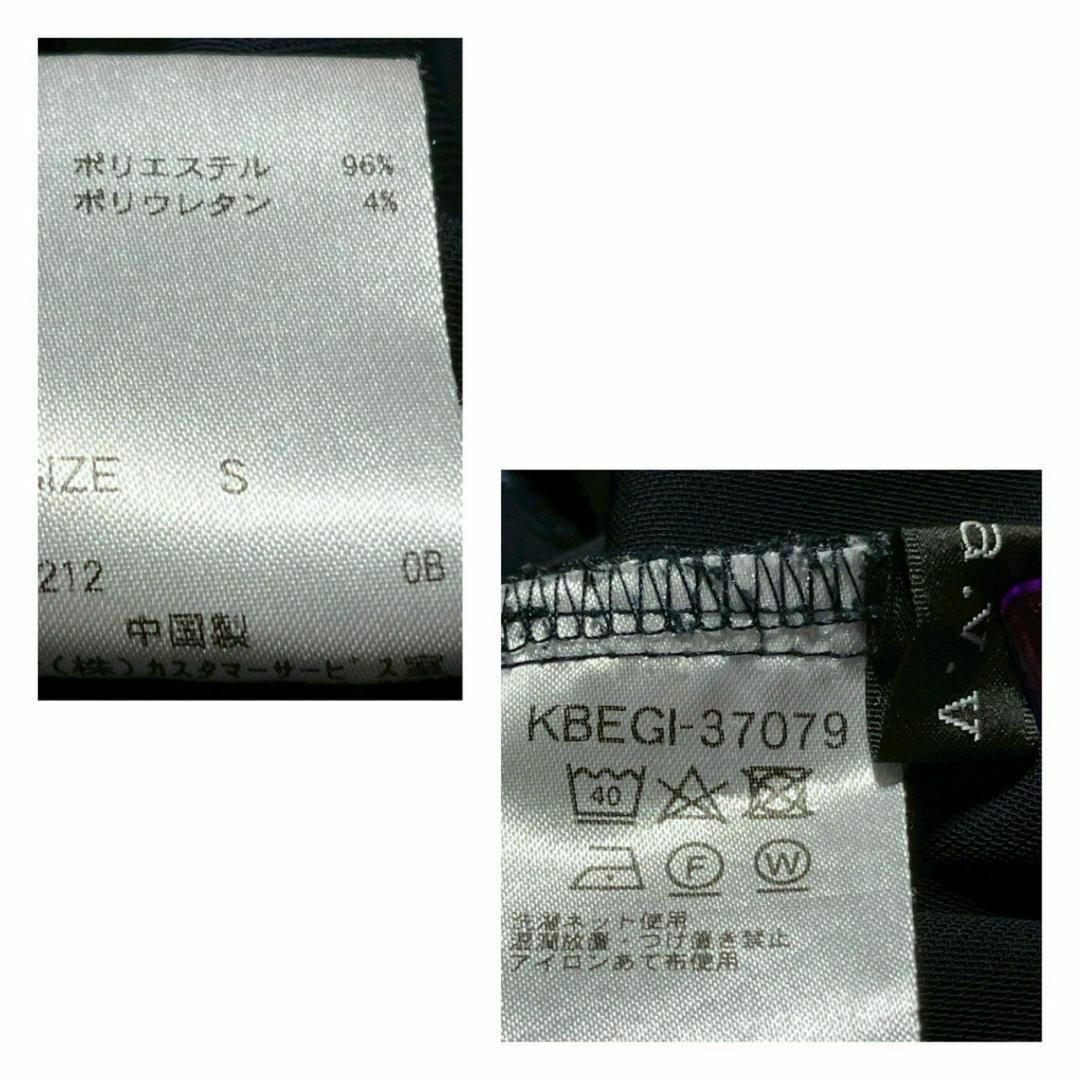 ポリエステル 96%
ポリウレタン 4%
SIZE S
212 0B
中国製
(株)カスタマーサービス
A.V.
KBEGI-37079
40
F
W
洗濯ネット使用
湿潤放置・つけ置き禁止
アイロンあて布使用